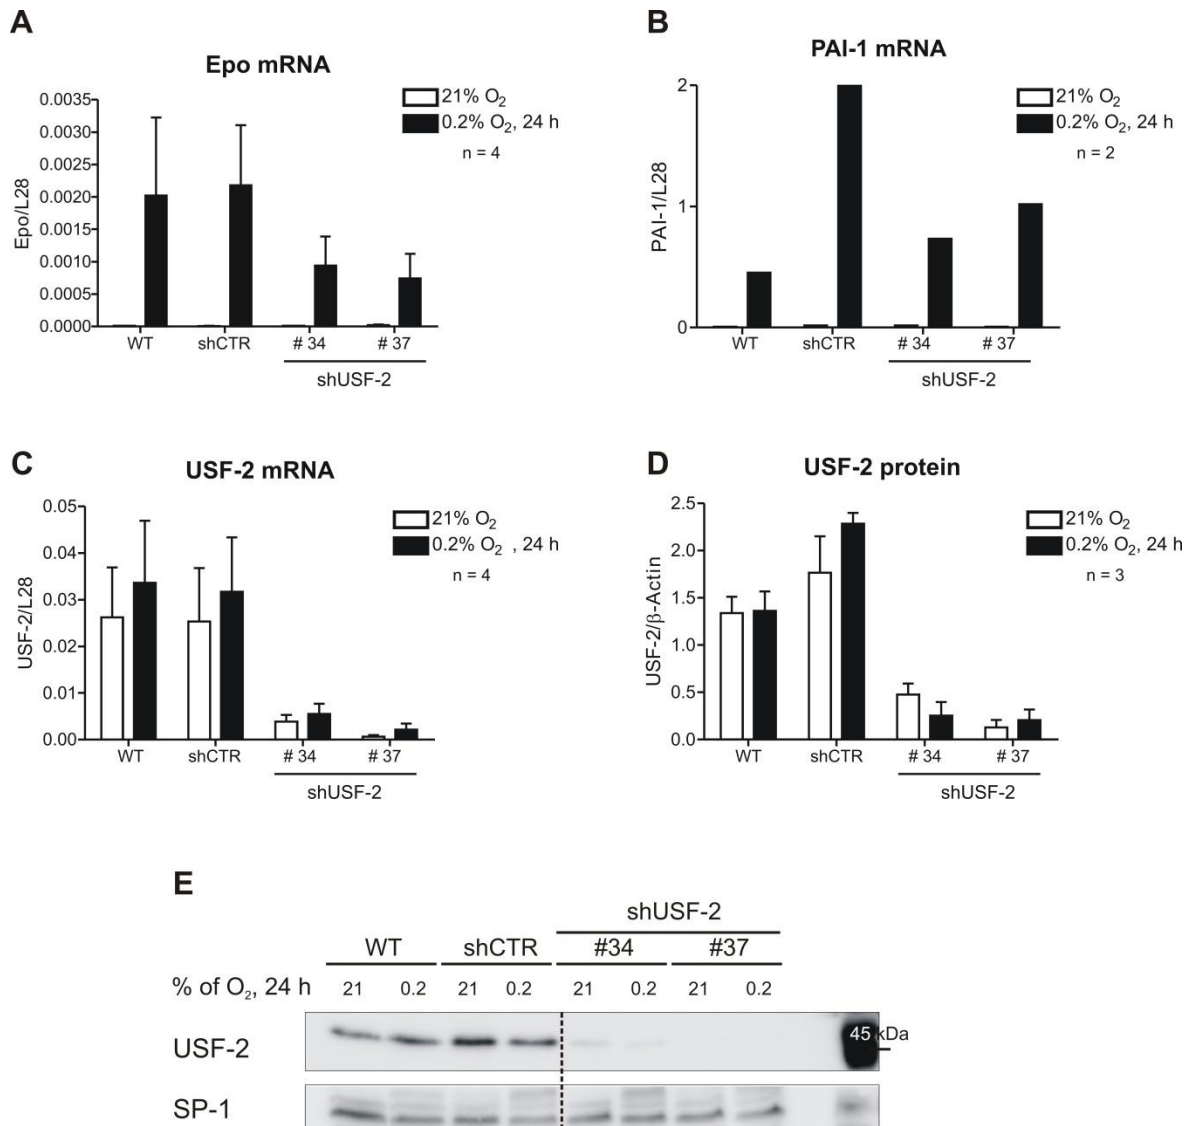 A
Epo mRNA
21% O2
0.2% O2, 24 h
n = 4
Epo/L28
0.0035
0.0030
0.0025
0.0020
0.0015
0.0010
0.0005
0.0000
WT shCTR # 34 # 37
shUSF-2
B
PAI-1 mRNA
21% O2
0.2% O2, 24 h
n = 2
PAI-1/L28
2
1
0
WT shCTR # 34 # 37
shUSF-2
C
USF-2 mRNA
21% O2
0.2% O2 , 24 h
n = 4
USF-2/L28
0.05
0.04
0.03
0.02
0.01
0.00
WT shCTR # 34 # 37
shUSF-2
D
USF-2 protein
21% O2
0.2% O2, 24 h
n = 3
USF-2/β-Actin
2.5
2.0
1.5
1.0
0.5
0.0
WT shCTR # 34 # 37
shUSF-2
E
shUSF-2
WT shCTR #34 #37
% of O2, 24 h 21 0.2 21 0.2 21 0.2 21 0.2
USF-2 45 kDa
SP-1